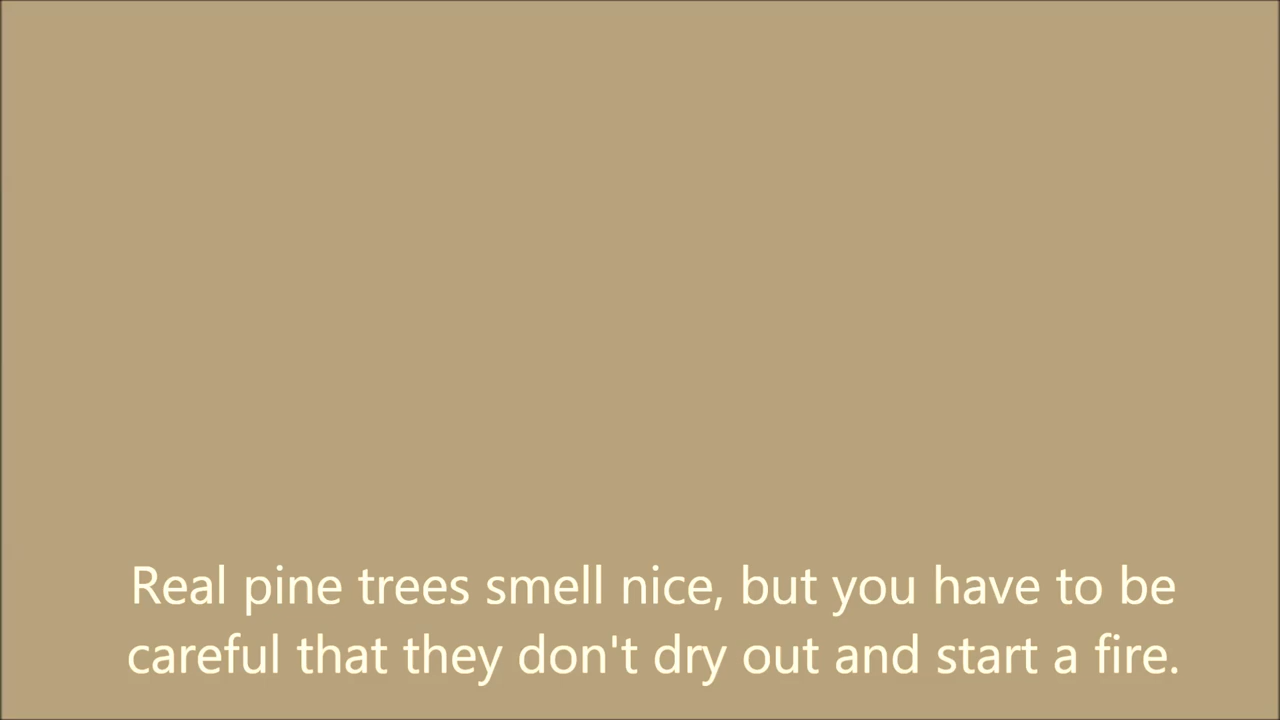 Real pine trees smell nice, but you have to be
careful that they don't dry out and start a fire.